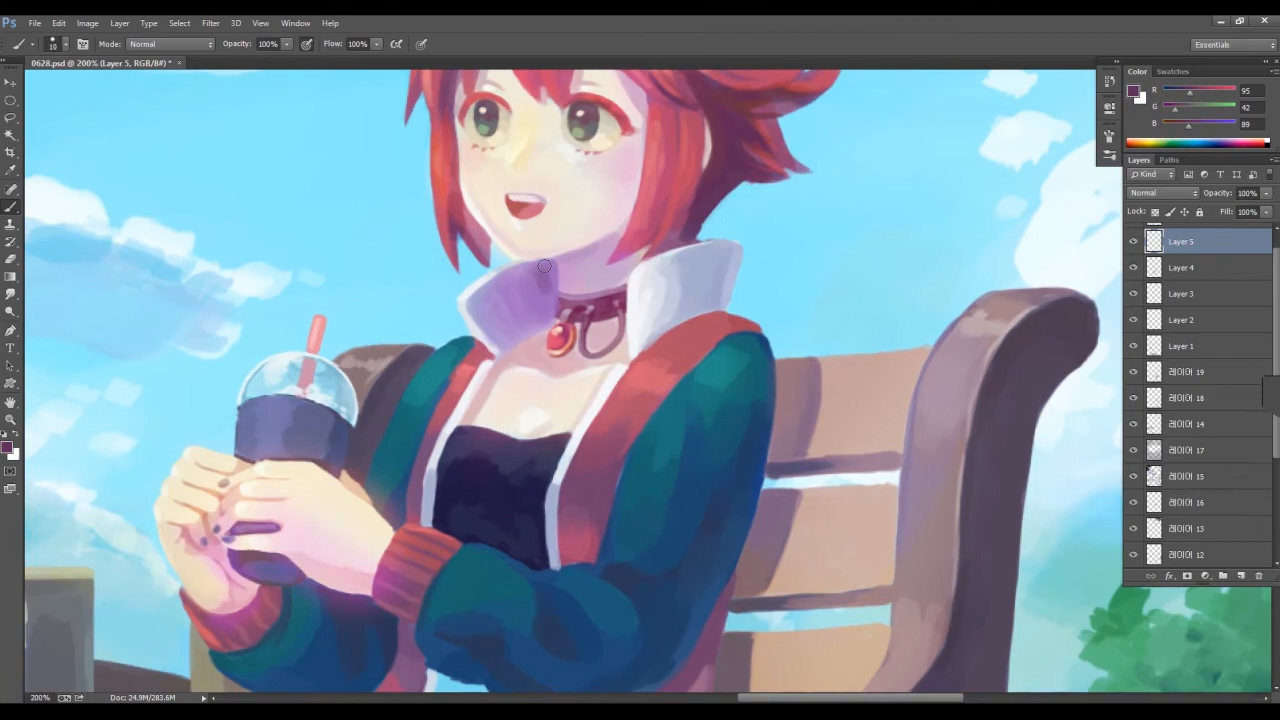 Ps File Edit Image Layer Type Select Filter 3D View Window Help
10 Mode: Normal Opacity: 100% Flow: 100% Essentials
0628.psd @ 200% (Layer 5, RGB/8#) * ×
Color Swatches
R 95
G 42
B 89
Layers Paths
Kind
Normal Opacity: 100%
Lock: Fill: 100%
Layer 5
Layer 4
Layer 3
Layer 2
Layer 1
레이어 19
레이어 18
레이어 14
레이어 17
레이어 15
레이어 16
레이어 13
레이어 12
200% Doc: 24.9M/283.6M